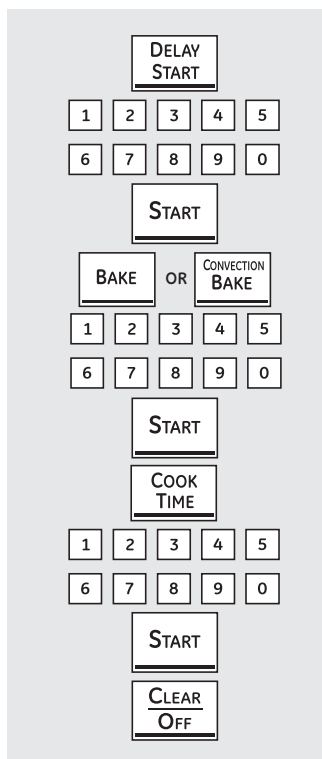 DELAY
START
1 2 3 4 5
6 7 8 9 0
START
BAKE OR CONVECTION BAKE
1 2 3 4 5
6 7 8 9 0
START
COOK
TIME
1 2 3 4 5
6 7 8 9 0
START
CLEAR
OFF